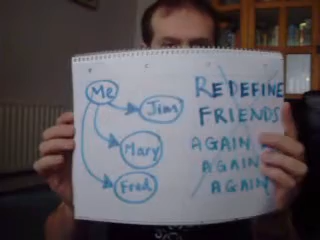 Me
Jim
Mary
Fred
REDEFINE
FRIENDS
AGAIN
AGAIN
AGAIN